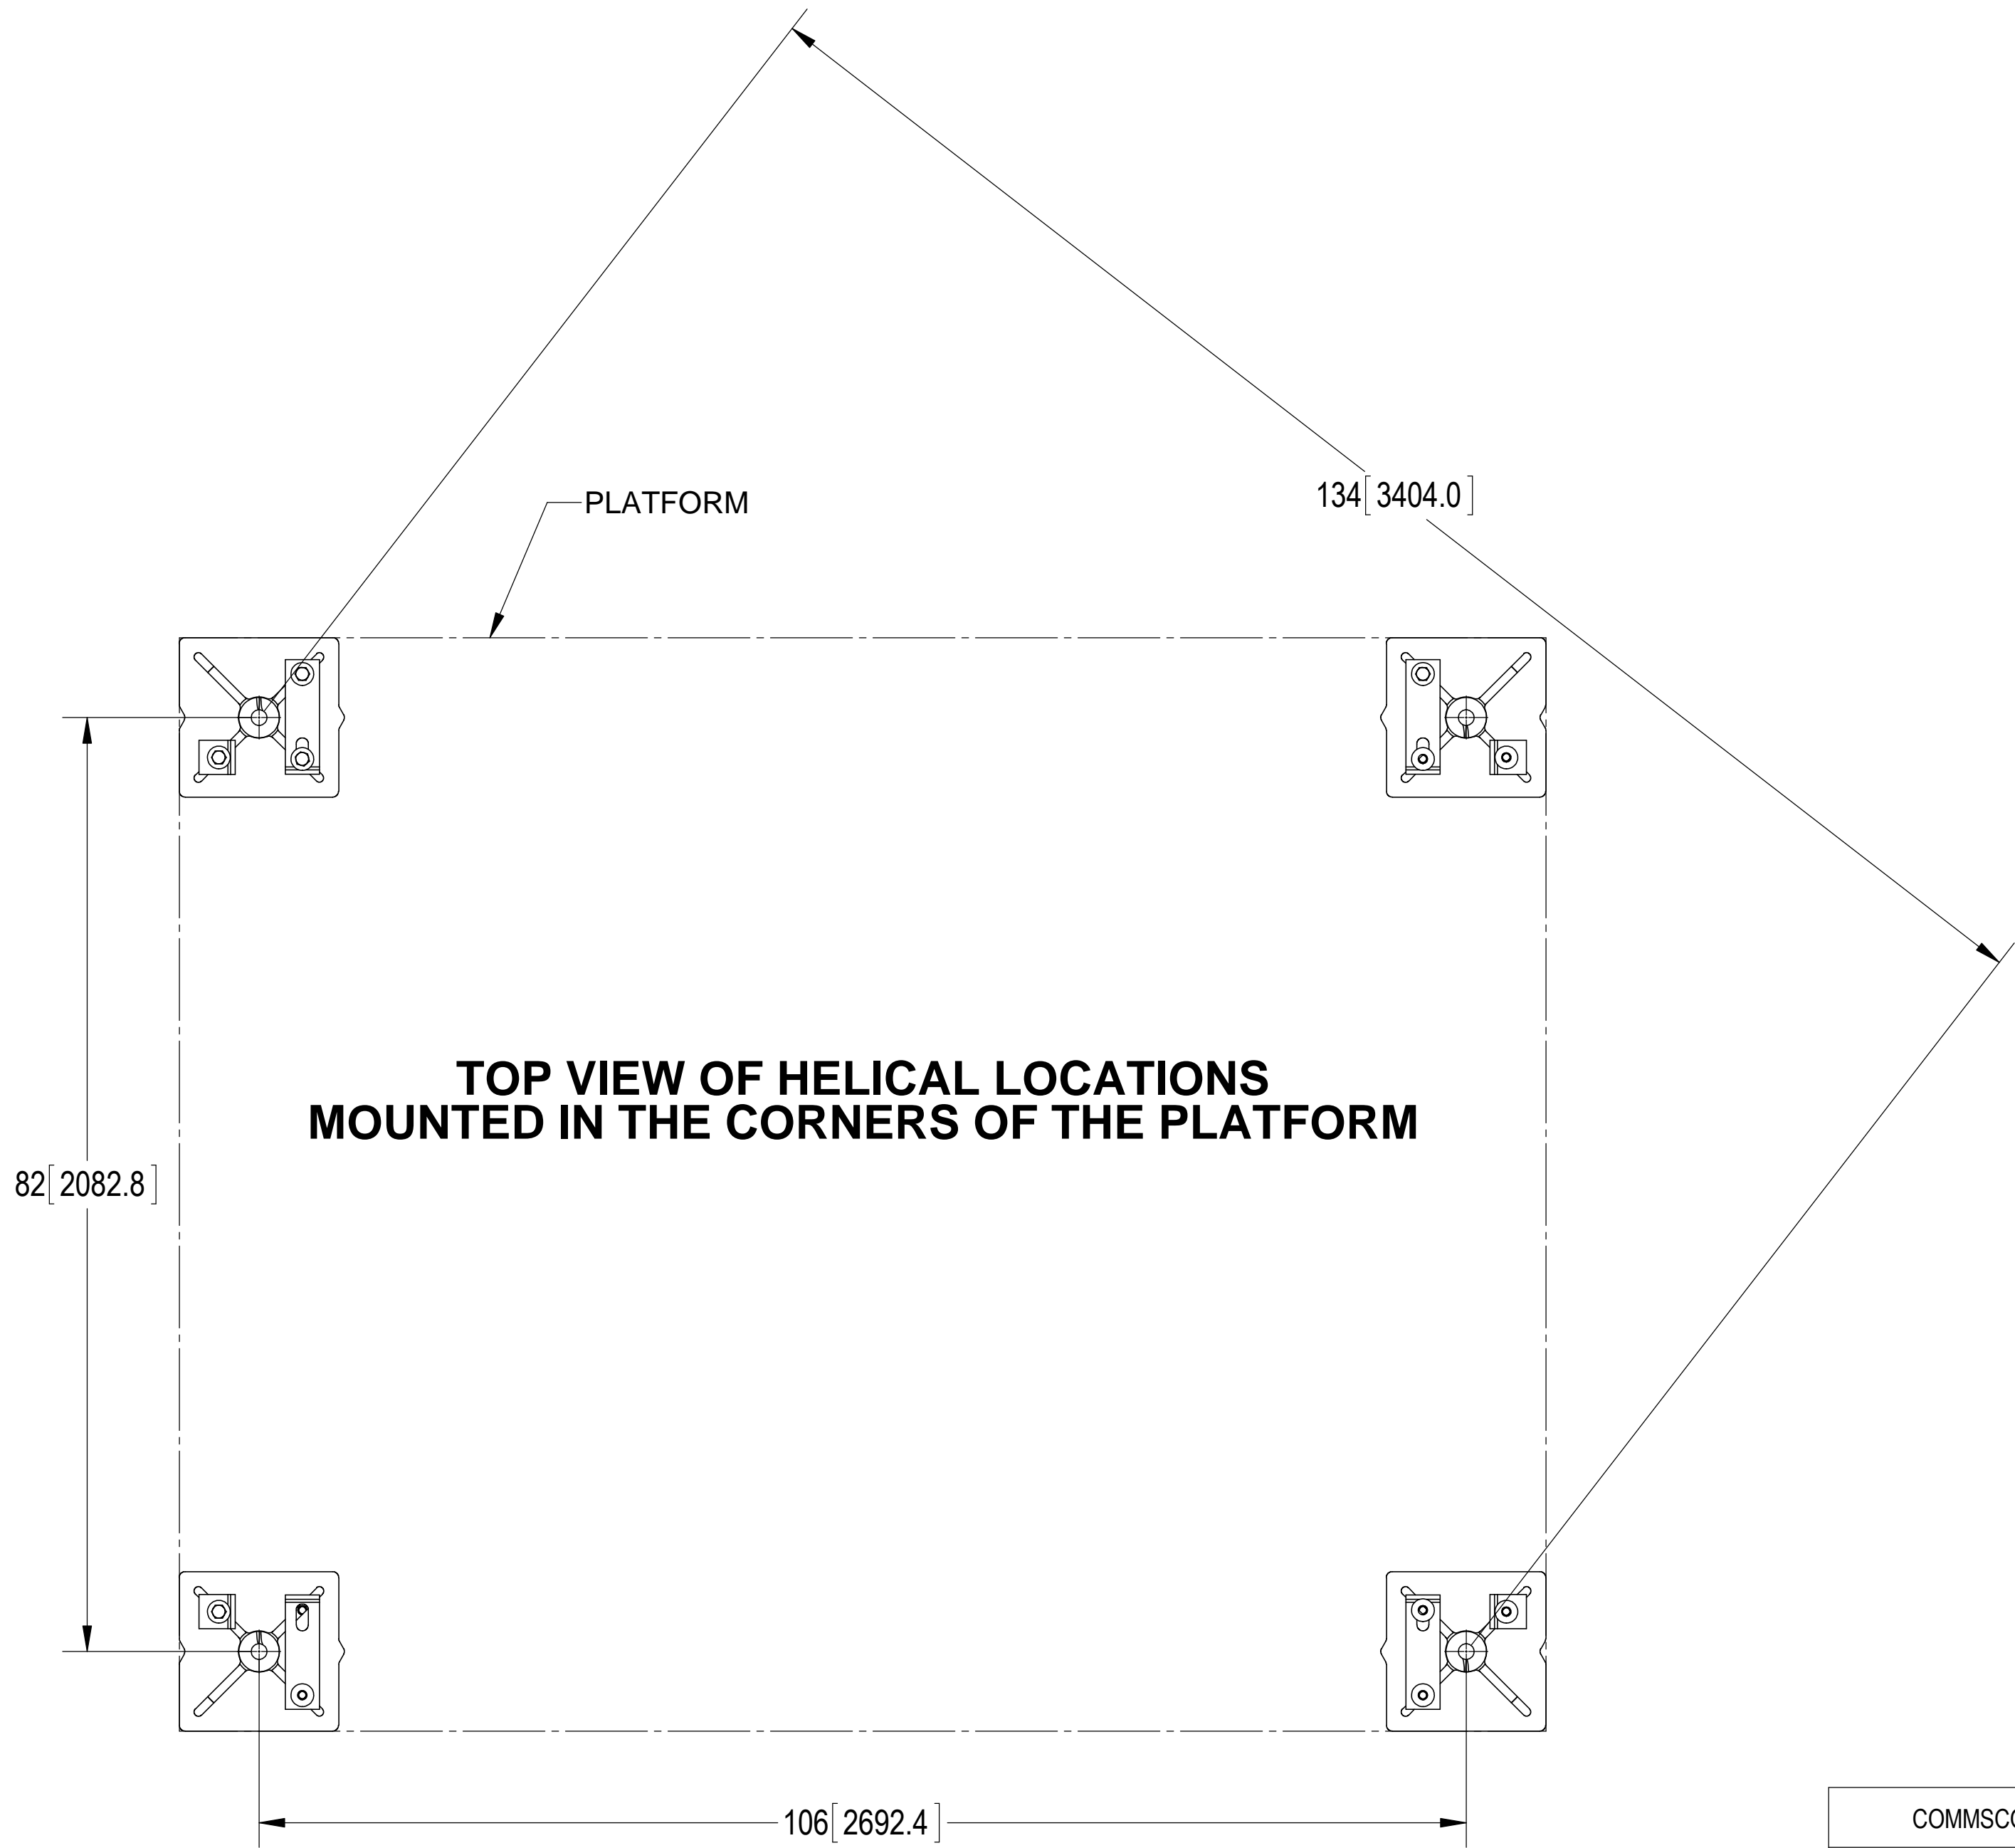 PLATFORM
134[3404.0]
TOP VIEW OF HELICAL LOCATIONS
MOUNTED IN THE CORNERS OF THE PLATFORM
82[2082.8]
106[2692.4]